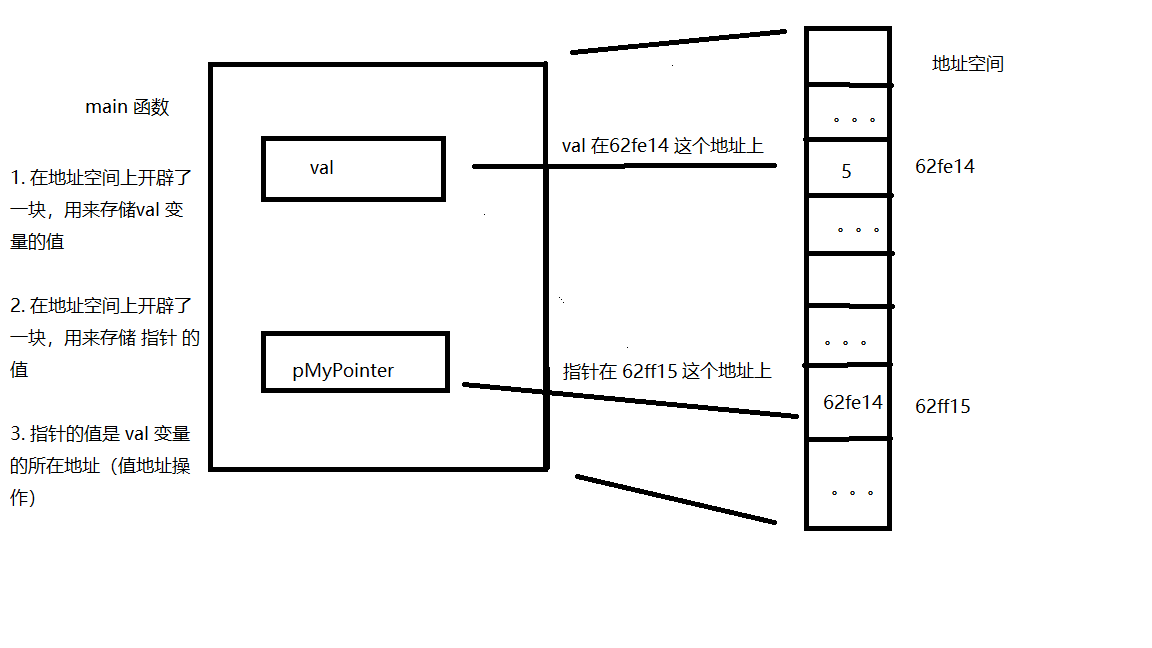 地址空间
main 函数
。。。
val 在62fe14 这个地址上
val
5
62fe14
1. 在地址空间上开辟了
一块，用来存储val 变
量的值
。。。
2. 在地址空间上开辟了
一块，用来存储 指针 的
值
。。。
pMyPointer
指针在 62ff15 这个地址上
62fe14
62ff15
3. 指针的值是 val 变量
的所在地址（值地址操
作）
。。。